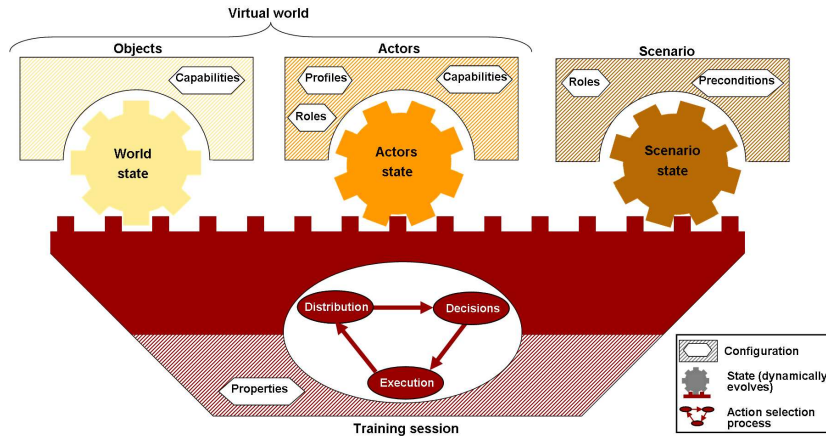 Virtual world
Objects
Actors
Scenario
Capabilities
Profiles
Capabilities
Roles
Roles
Preconditions
World
state
Actors
state
Scenario
state
Distribution
Decisions
Execution
Properties
Training session
Configuration
State (dynamically
evolves)
Action selection
process